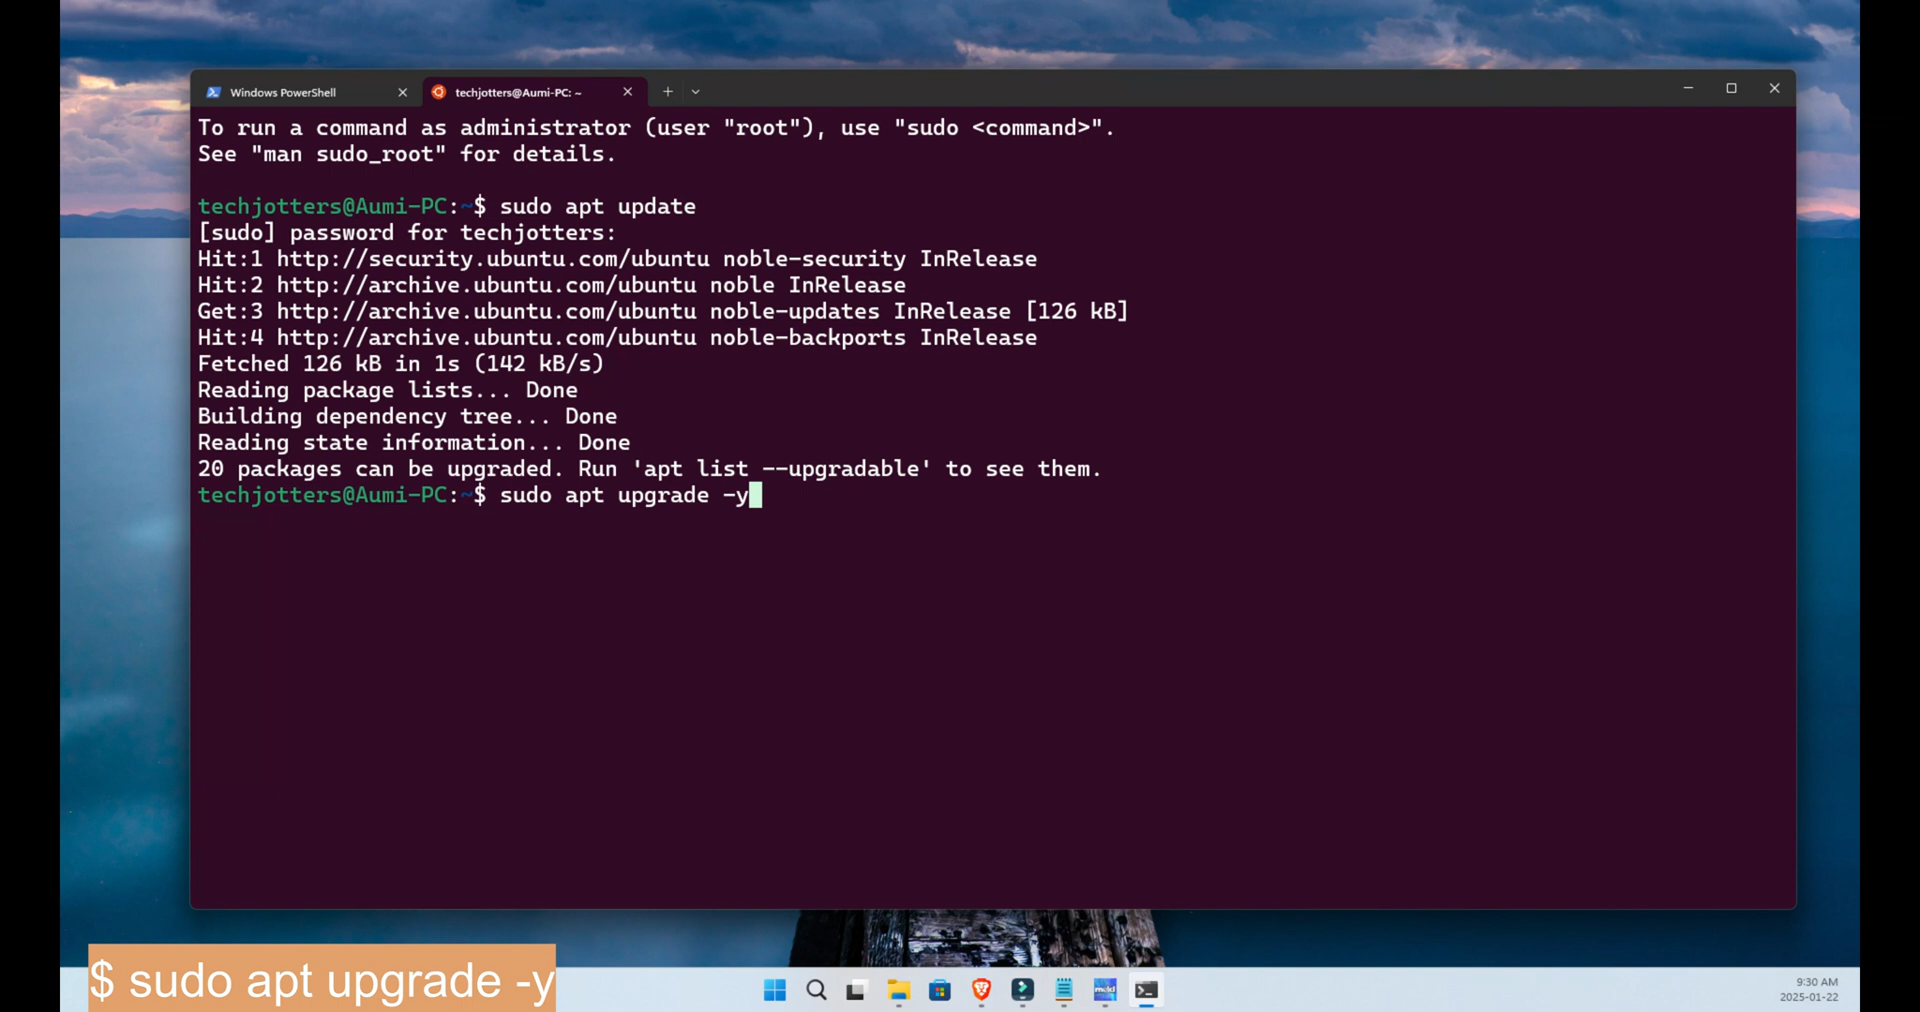 Windows PowerShell
techjotters@Aumi-PC: ~
To run a command as administrator (user "root"), use "sudo <command>".
See "man sudo_root" for details.
techjotters@Aumi-PC:~$ sudo apt update
[sudo] password for techjotters:
Hit:1 http://security.ubuntu.com/ubuntu noble-security InRelease
Hit:2 http://archive.ubuntu.com/ubuntu noble InRelease
Get:3 http://archive.ubuntu.com/ubuntu noble-updates InRelease [126 kB]
Hit:4 http://archive.ubuntu.com/ubuntu noble-backports InRelease
Fetched 126 kB in 1s (142 kB/s)
Reading package lists... Done
Building dependency tree... Done
Reading state information... Done
20 packages can be upgraded. Run 'apt list --upgradable' to see them.
techjotters@Aumi-PC:~$ sudo apt upgrade -y
$ sudo apt upgrade -y
meld
9:30 AM
2025-01-22